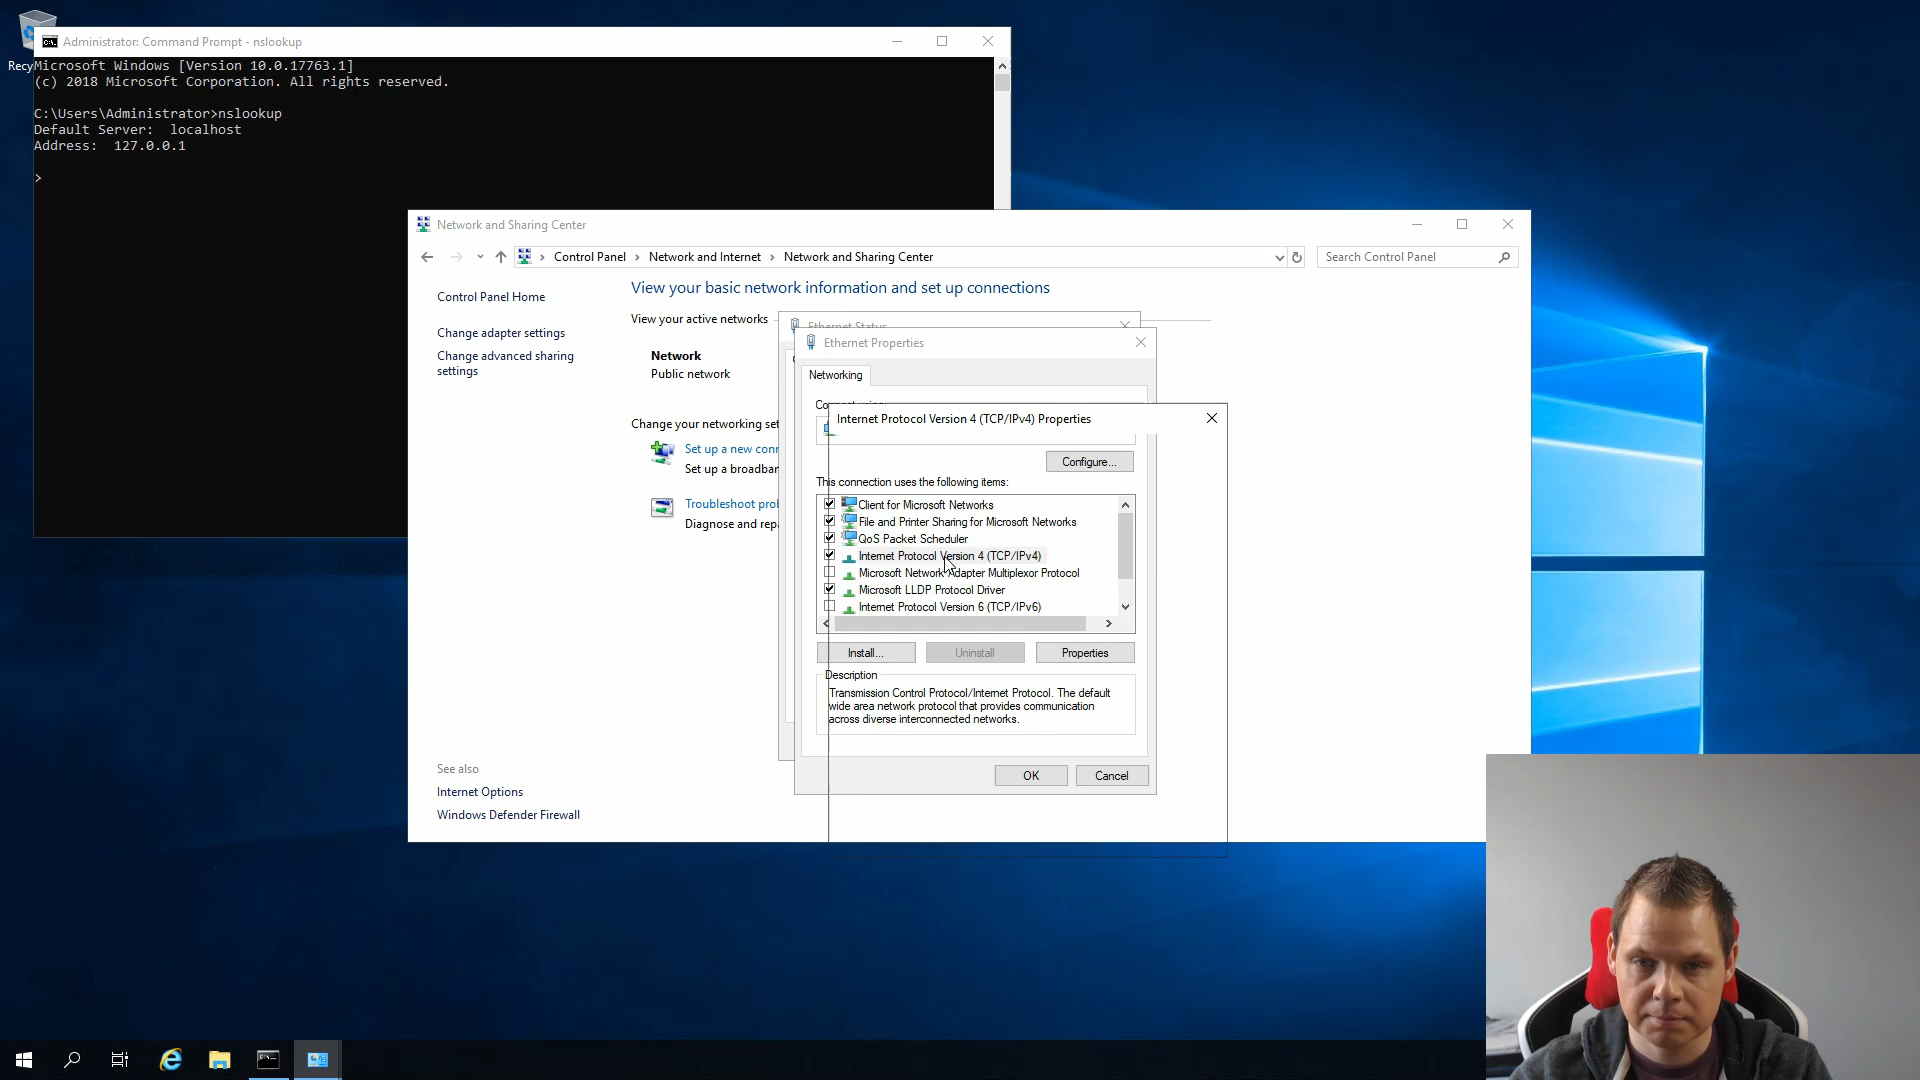 Recy
Administrator: Command Prompt - nslookup
Microsoft Windows [Version 10.0.17763.1]
(c) 2018 Microsoft Corporation. All rights reserved.
C:\Users\Administrator>nslookup
Default Server:  localhost
Address:  127.0.0.1
>
Network and Sharing Center
Control Panel > Network and Internet > Network and Sharing Center
Search Control Panel
Control Panel Home
Change adapter settings
Change advanced sharing
settings
View your basic network information and set up connections
View your active networks
Network
Public network
Change your networking set
Set up a new conn
Set up a broadban
Troubleshoot prob
Diagnose and repa
See also
Internet Options
Windows Defender Firewall
Ethernet Status
Ethernet Properties
Networking
Internet Protocol Version 4 (TCP/IPv4) Properties
Configure...
This connection uses the following items:
Client for Microsoft Networks
File and Printer Sharing for Microsoft Networks
QoS Packet Scheduler
Internet Protocol Version 4 (TCP/IPv4)
Microsoft Network Adapter Multiplexor Protocol
Microsoft LLDP Protocol Driver
Internet Protocol Version 6 (TCP/IPv6)
Install...
Uninstall
Properties
Description
Transmission Control Protocol/Internet Protocol. The default
wide area network protocol that provides communication
across diverse interconnected networks.
OK
Cancel